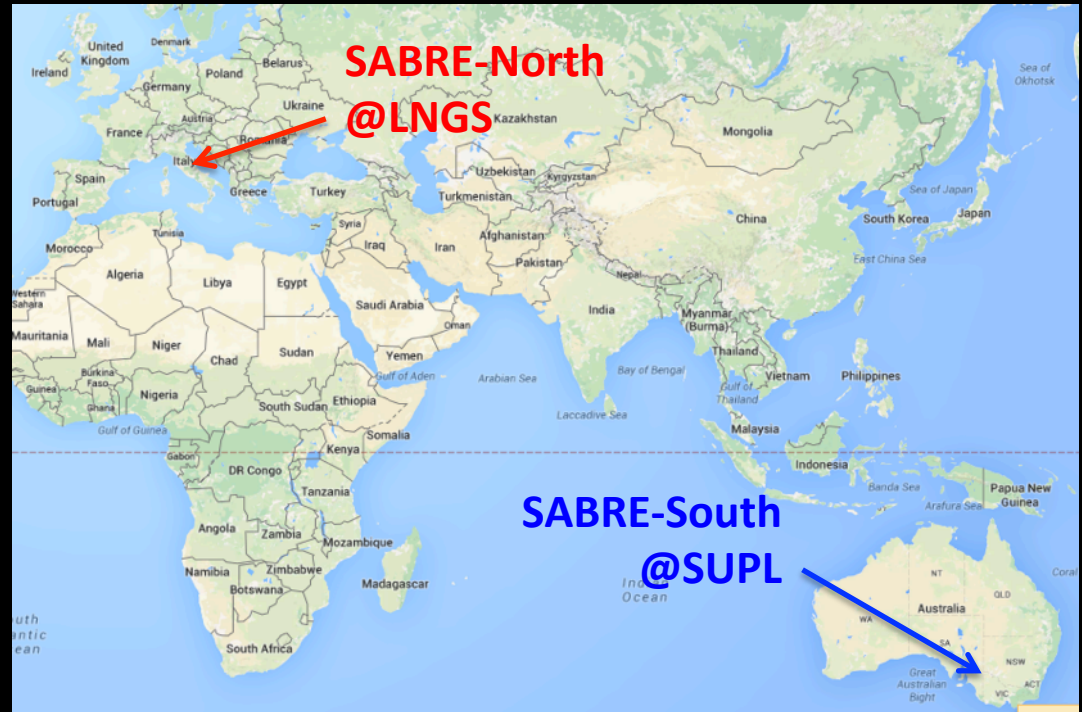 United
Kingdom
Denmark
Ireland
Belarus
Poland
Germany
SABRE-North
@LNGS
Sea of
Okhotsk
Ukraine
Austria
France
Kazakhstan
Mongolia
Romania
Italy
Uzbekistan
Kyrgyzstan
Spain
Portugal
Greece
Turkey
Turkmenistan
Sea of Japan
China
South Korea
Japan
Tunisia
Syria
Morocco
Iraq
Iran
Afghanistan
Pakistan
East China Sea
Algeria
Libya
Egypt
Nepal
Western
Sahara
Saudi Arabia
India
Myanmar
(Burma)
Oman
Mauritania
Mali
Niger
Chad
Sudan
Yemen
Thailand
Burkina
Faso
Gulf of Aden
Arabian Sea
Bay of Bengal
Vietnam
Philippines
Guinea
Nigeria
Ghana
South Sudan
Ethiopia
Gulf of
Thailand
Laccadive Sea
Gulf of Guinea
Somalia
Malaysia
Gabon
Kenya
DR Congo
Indonesia
Tanzania
Banda Sea
Papua New
Guinea
Arafura Sea
SABRE-South
@SUPL
Angola
Zambia
Mozambique
Namibia
Zimbabwe
Botswana
Madagascar
Ocean
NT
QLD
Coral
Australia
WA
SA
outh
antic
ean
South Africa
NSW
Great
Australian
Bight
ACT
VIC